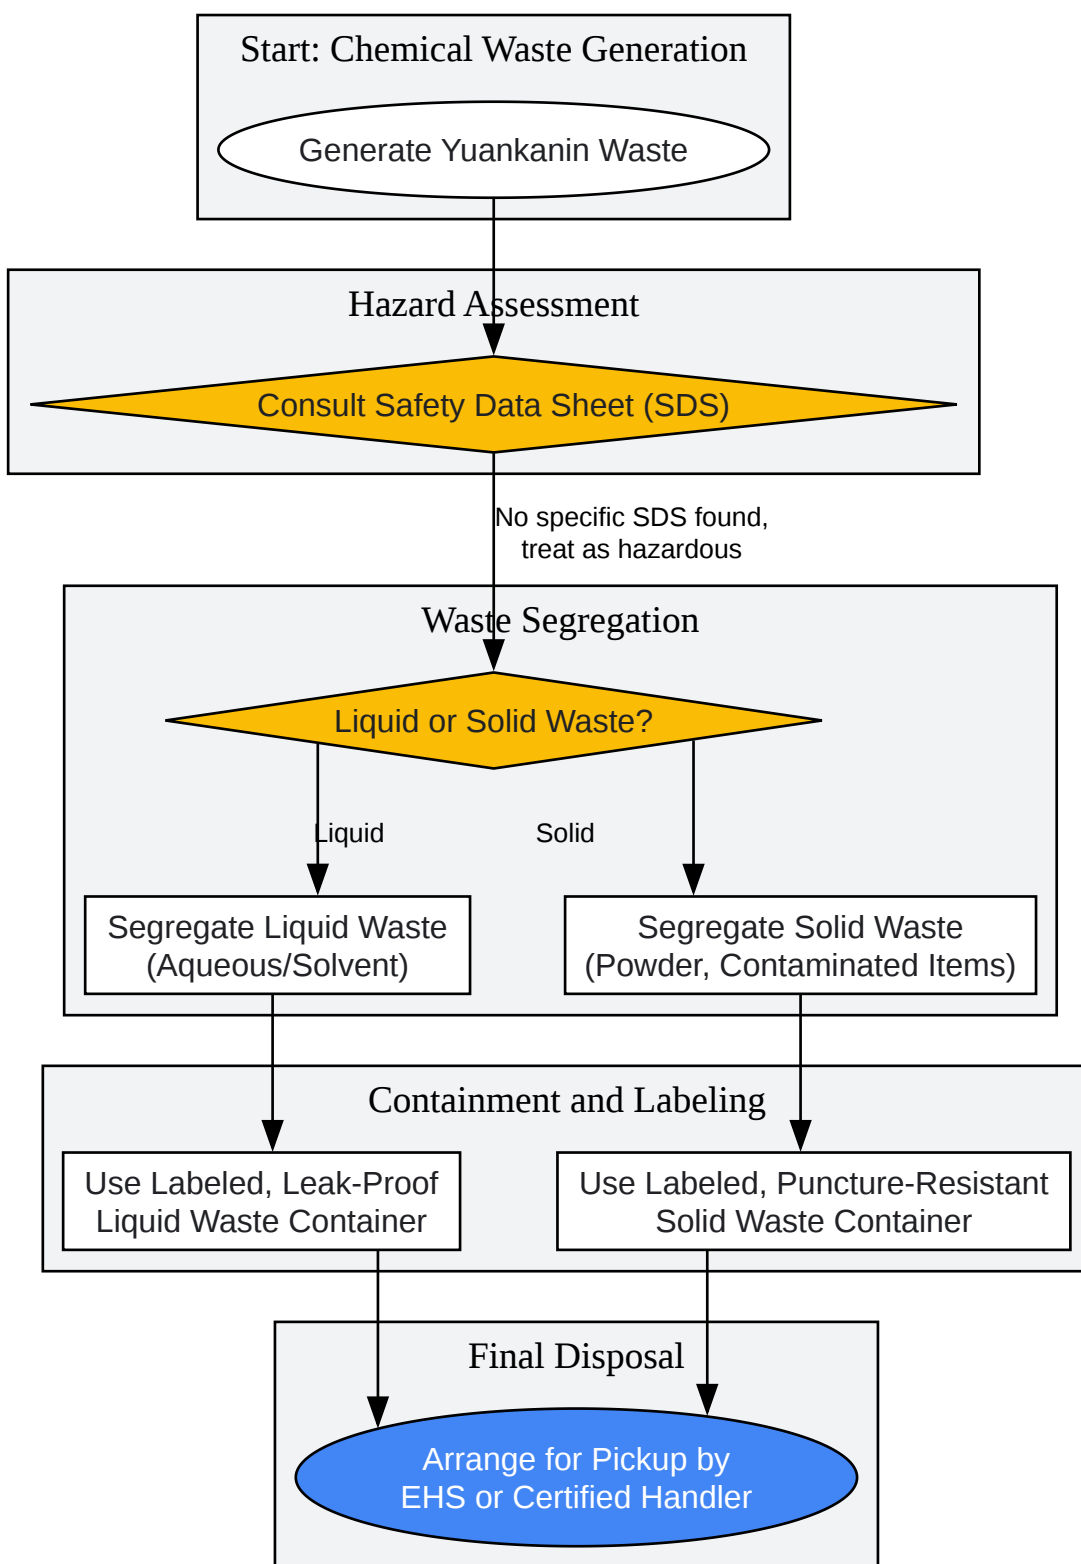 Start: Chemical Waste Generation
Generate Yuankanin Waste
Hazard Assessment
Consult Safety Data Sheet (SDS)
No specific SDS found,
treat as hazardous
Waste Segregation
Liquid or Solid Waste?
Liquid
Solid
Segregate Liquid Waste
(Aqueous/Solvent)
Segregate Solid Waste
(Powder, Contaminated Items)
Containment and Labeling
Use Labeled, Leak-Proof
Liquid Waste Container
Use Labeled, Puncture-Resistant
Solid Waste Container
Final Disposal
Arrange for Pickup by
EHS or Certified Handler